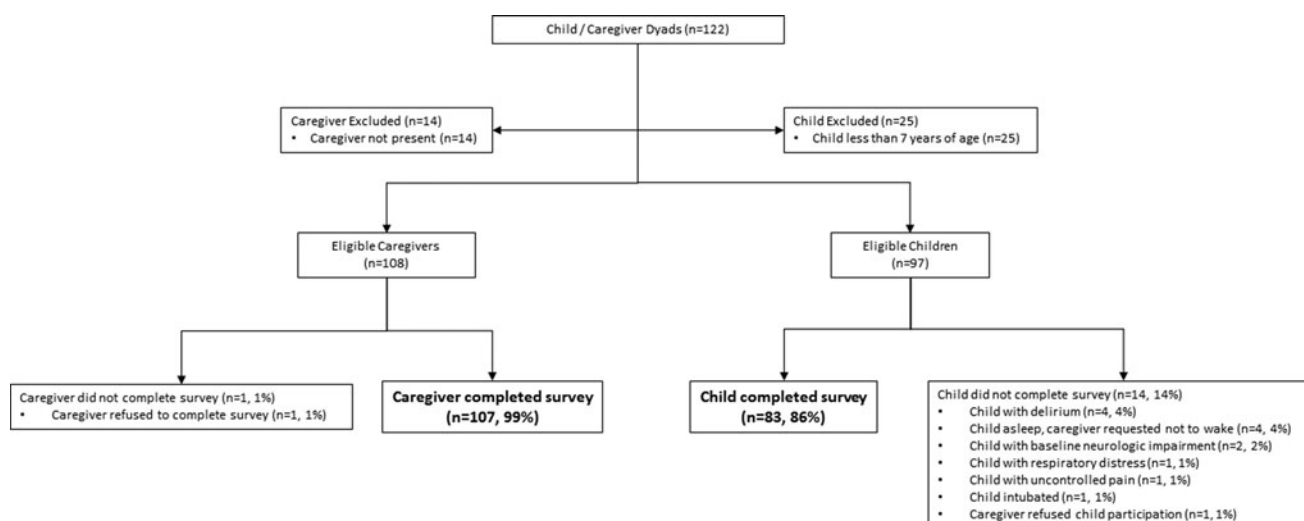 Child / Caregiver Dyads (n=122)
Caregiver Excluded (n=14)
• Caregiver not present (n=14)
Child Excluded (n=25)
• Child less than 7 years of age (n=25)
Eligible Caregivers
(n=108)
Eligible Children
(n=97)
Caregiver did not complete survey (n=1, 1%)
• Caregiver refused to complete survey (n=1, 1%)
Caregiver completed survey
(n=107, 99%)
Child completed survey
(n=83, 86%)
Child did not complete survey (n=14, 14%)
• Child with delirium (n=4, 4%)
• Child asleep, caregiver requested not to wake (n=4, 4%)
• Child with baseline neurologic impairment (n=2, 2%)
• Child with respiratory distress (n=1, 1%)
• Child with uncontrolled pain (n=1, 1%)
• Child intubated (n=1, 1%)
• Caregiver refused child participation (n=1, 1%)